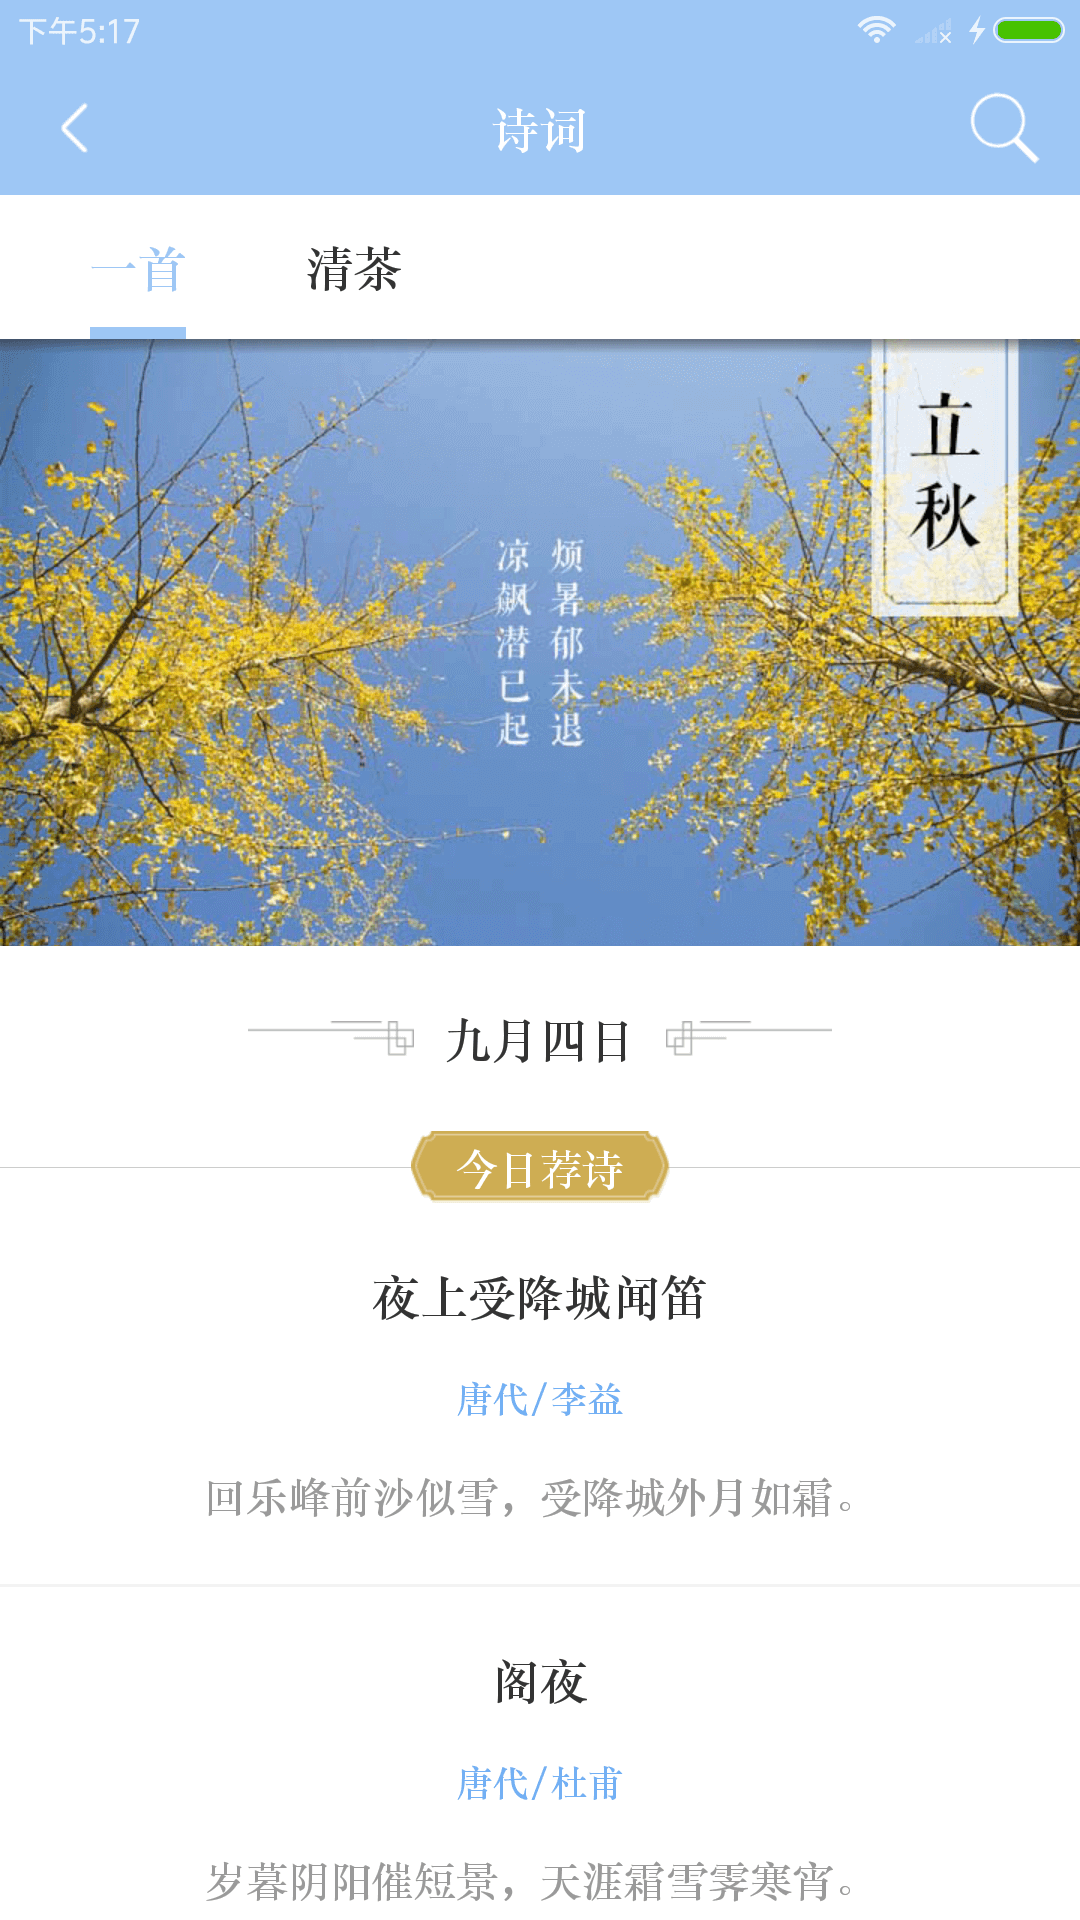 下午5:17
诗词
一首 清茶
立秋
烦暑郁未退
凉飙潜已起
九月四日
今日荐诗
夜上受降城闻笛
唐代/李益
回乐峰前沙似雪，受降城外月如霜。
阁夜
唐代/杜甫
岁暮阴阳催短景，天涯霜雪霁寒宵。